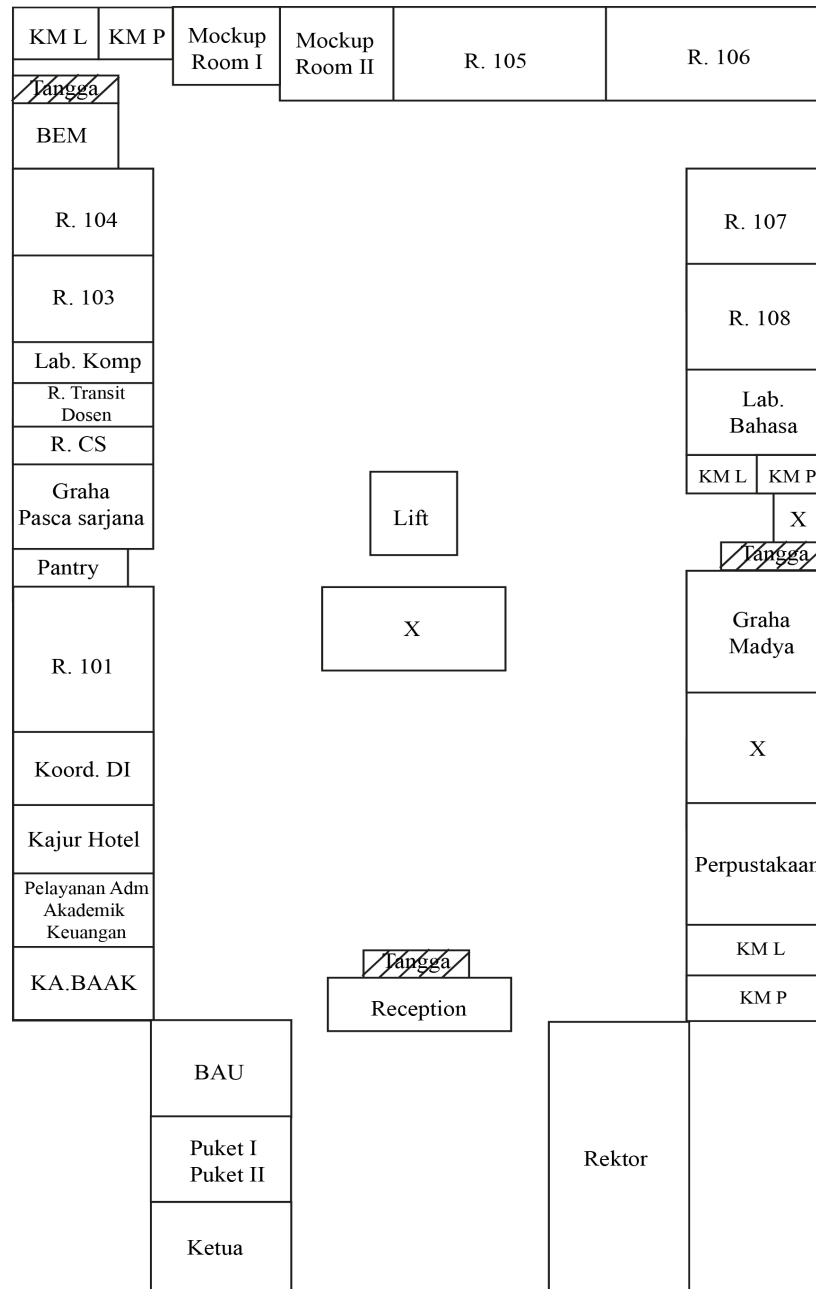 KM L
KM P
Mockup
Room I
Mockup
Room II
R. 105
R. 106
Tangga
BEM
R. 104
R. 103
Lab. Komp
R. Transit
Dosen
R. CS
Graha
Pasca sarjana
Pantry
R. 101
Koord. DI
Kajur Hotel
Pelayanan Adm
Akademik
Keuangan
KA.BAAK
BAU
Puket I
Puket II
Ketua
Lift
X
Tangga
Reception
R. 107
R. 108
Lab.
Bahasa
KM L
KM P
X
Tangga
Graha
Madya
X
Perpustakaan
KM L
KM P
Rektor